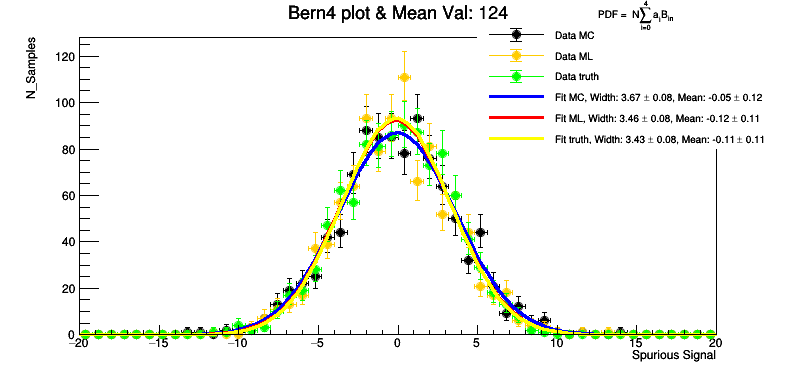 Bern4 plot & Mean Val: 124
PDF = N∑⁴ᵢ₌₀ aᵢBᵢₙ
Data MC
Data ML
Data truth
Fit MC, Width: 3.67 ± 0.08, Mean: -0.05 ± 0.12
Fit ML, Width: 3.46 ± 0.08, Mean: -0.12 ± 0.11
Fit truth, Width: 3.43 ± 0.08, Mean: -0.11 ± 0.11
N_Samples
120
100
80
60
40
20
0
−20 −15 −10 −5 0 5 10 15 20
Spurious Signal